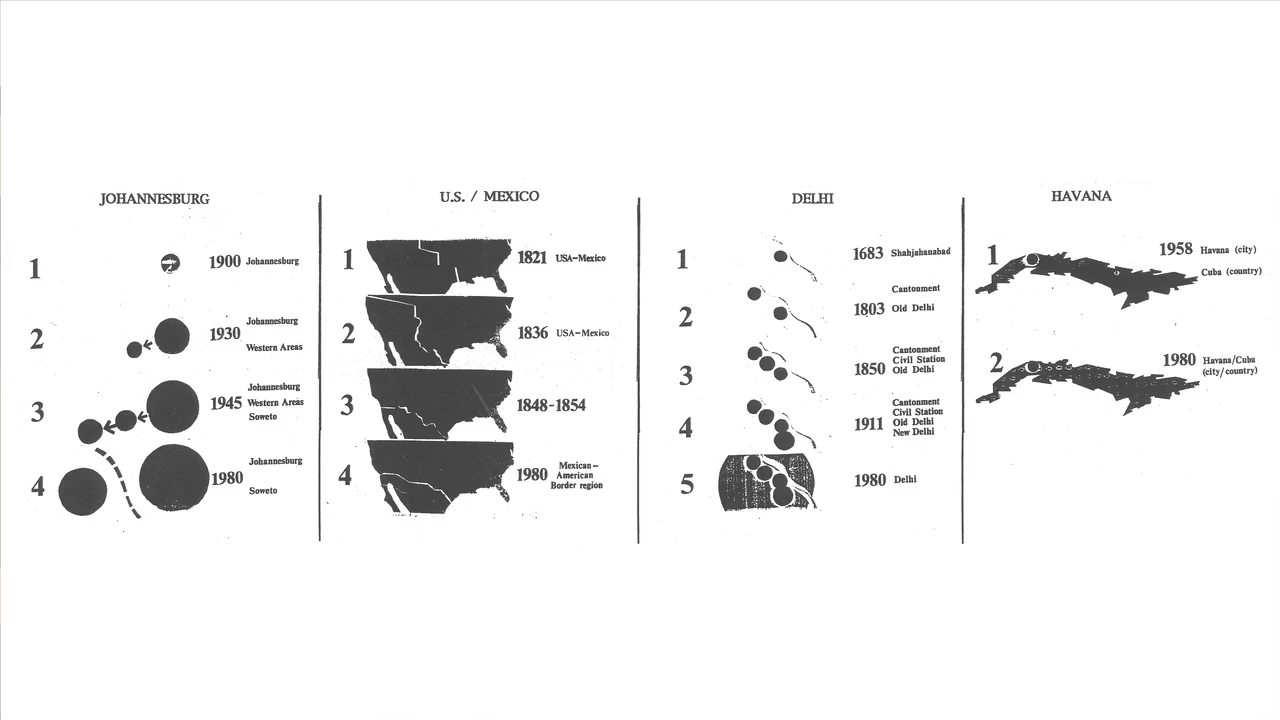 JOHANNESBURG
1
1900 Johannesburg
2
Johannesburg
1930
Western Areas
3
Johannesburg
1945 Western Areas
Soweto
4
Johannesburg
1980
Soweto
U.S. / MEXICO
1
1821 USA-Mexico
2
1836 USA-Mexico
3
1848-1854
4
1980 Mexican-
American
Border region
DELHI
1
1683 Shahjahanabad
2
Cantonment
1803 Old Delhi
3
Cantonment
Civil Station
1850
Old Delhi
4
Cantonment
Civil Station
1911 Old Delhi
New Delhi
5
1980 Delhi
HAVANA
1
1958 Havana (city)
Cuba (country)
2
1980 Havana/Cuba
(city/country)